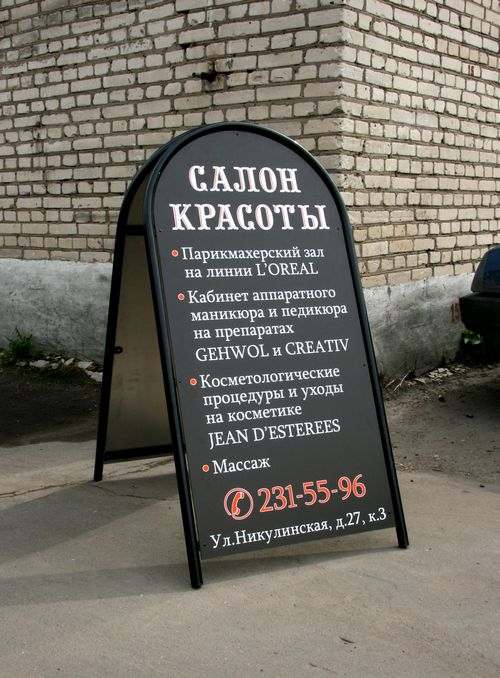 САЛОН
КРАСОТЫ
• Парикмахерский зал
на линии L’OREAL
• Кабинет аппаратного
маникюра и педикюра
на препаратах
GEHWOL и CREATIV
• Косметологические
процедуры и уходы
на косметике
JEAN D’ESTEREES
• Массаж
231-55-96
Ул.Никулинская, д.27, к.3